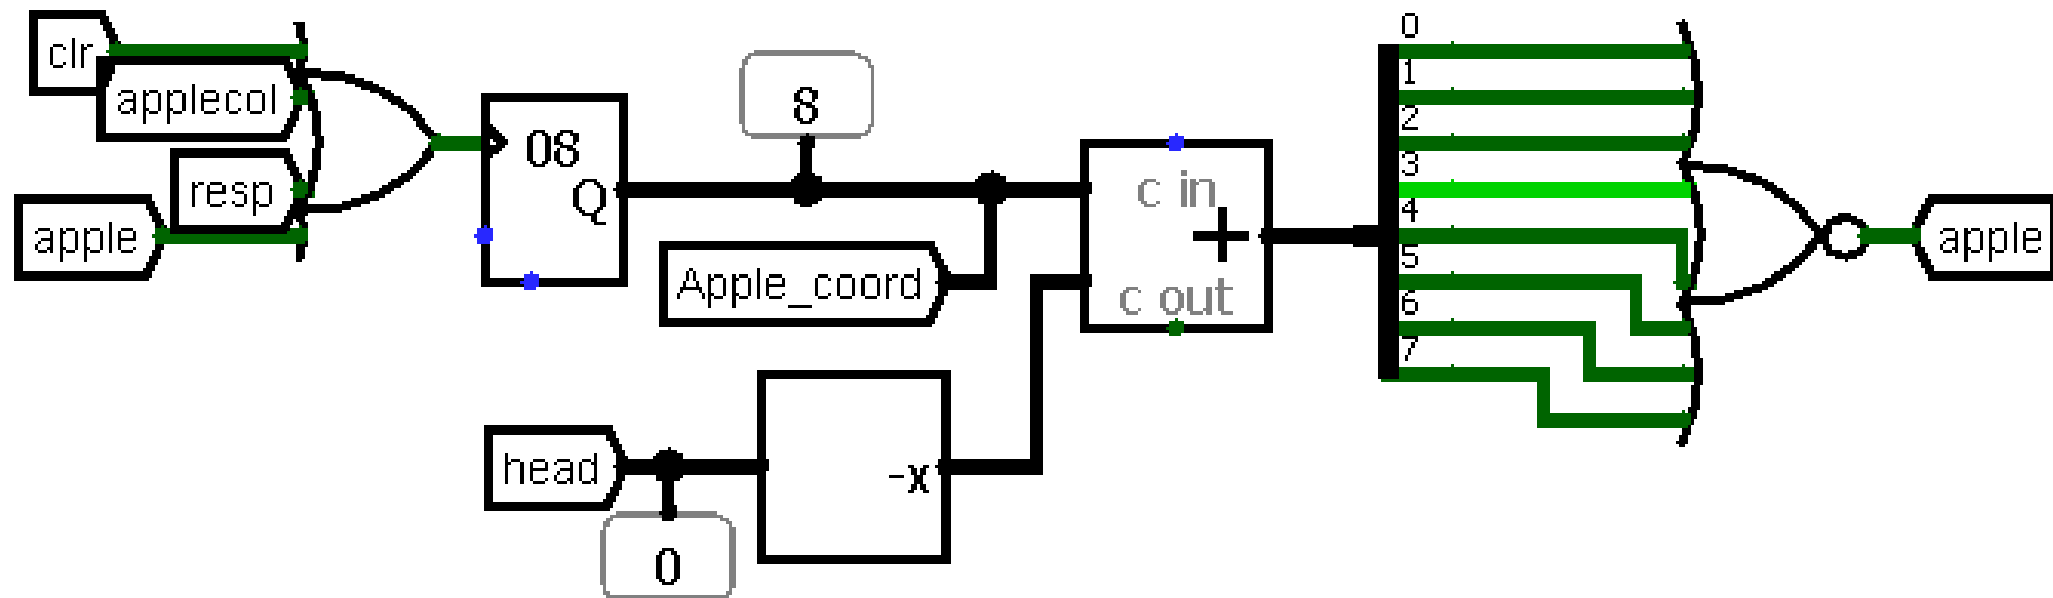 clr
applecol
resp
apple
08
Q
8
Apple_coord
head
0
-x
c in
+
c out
0
1
2
3
4
5
6
7
apple